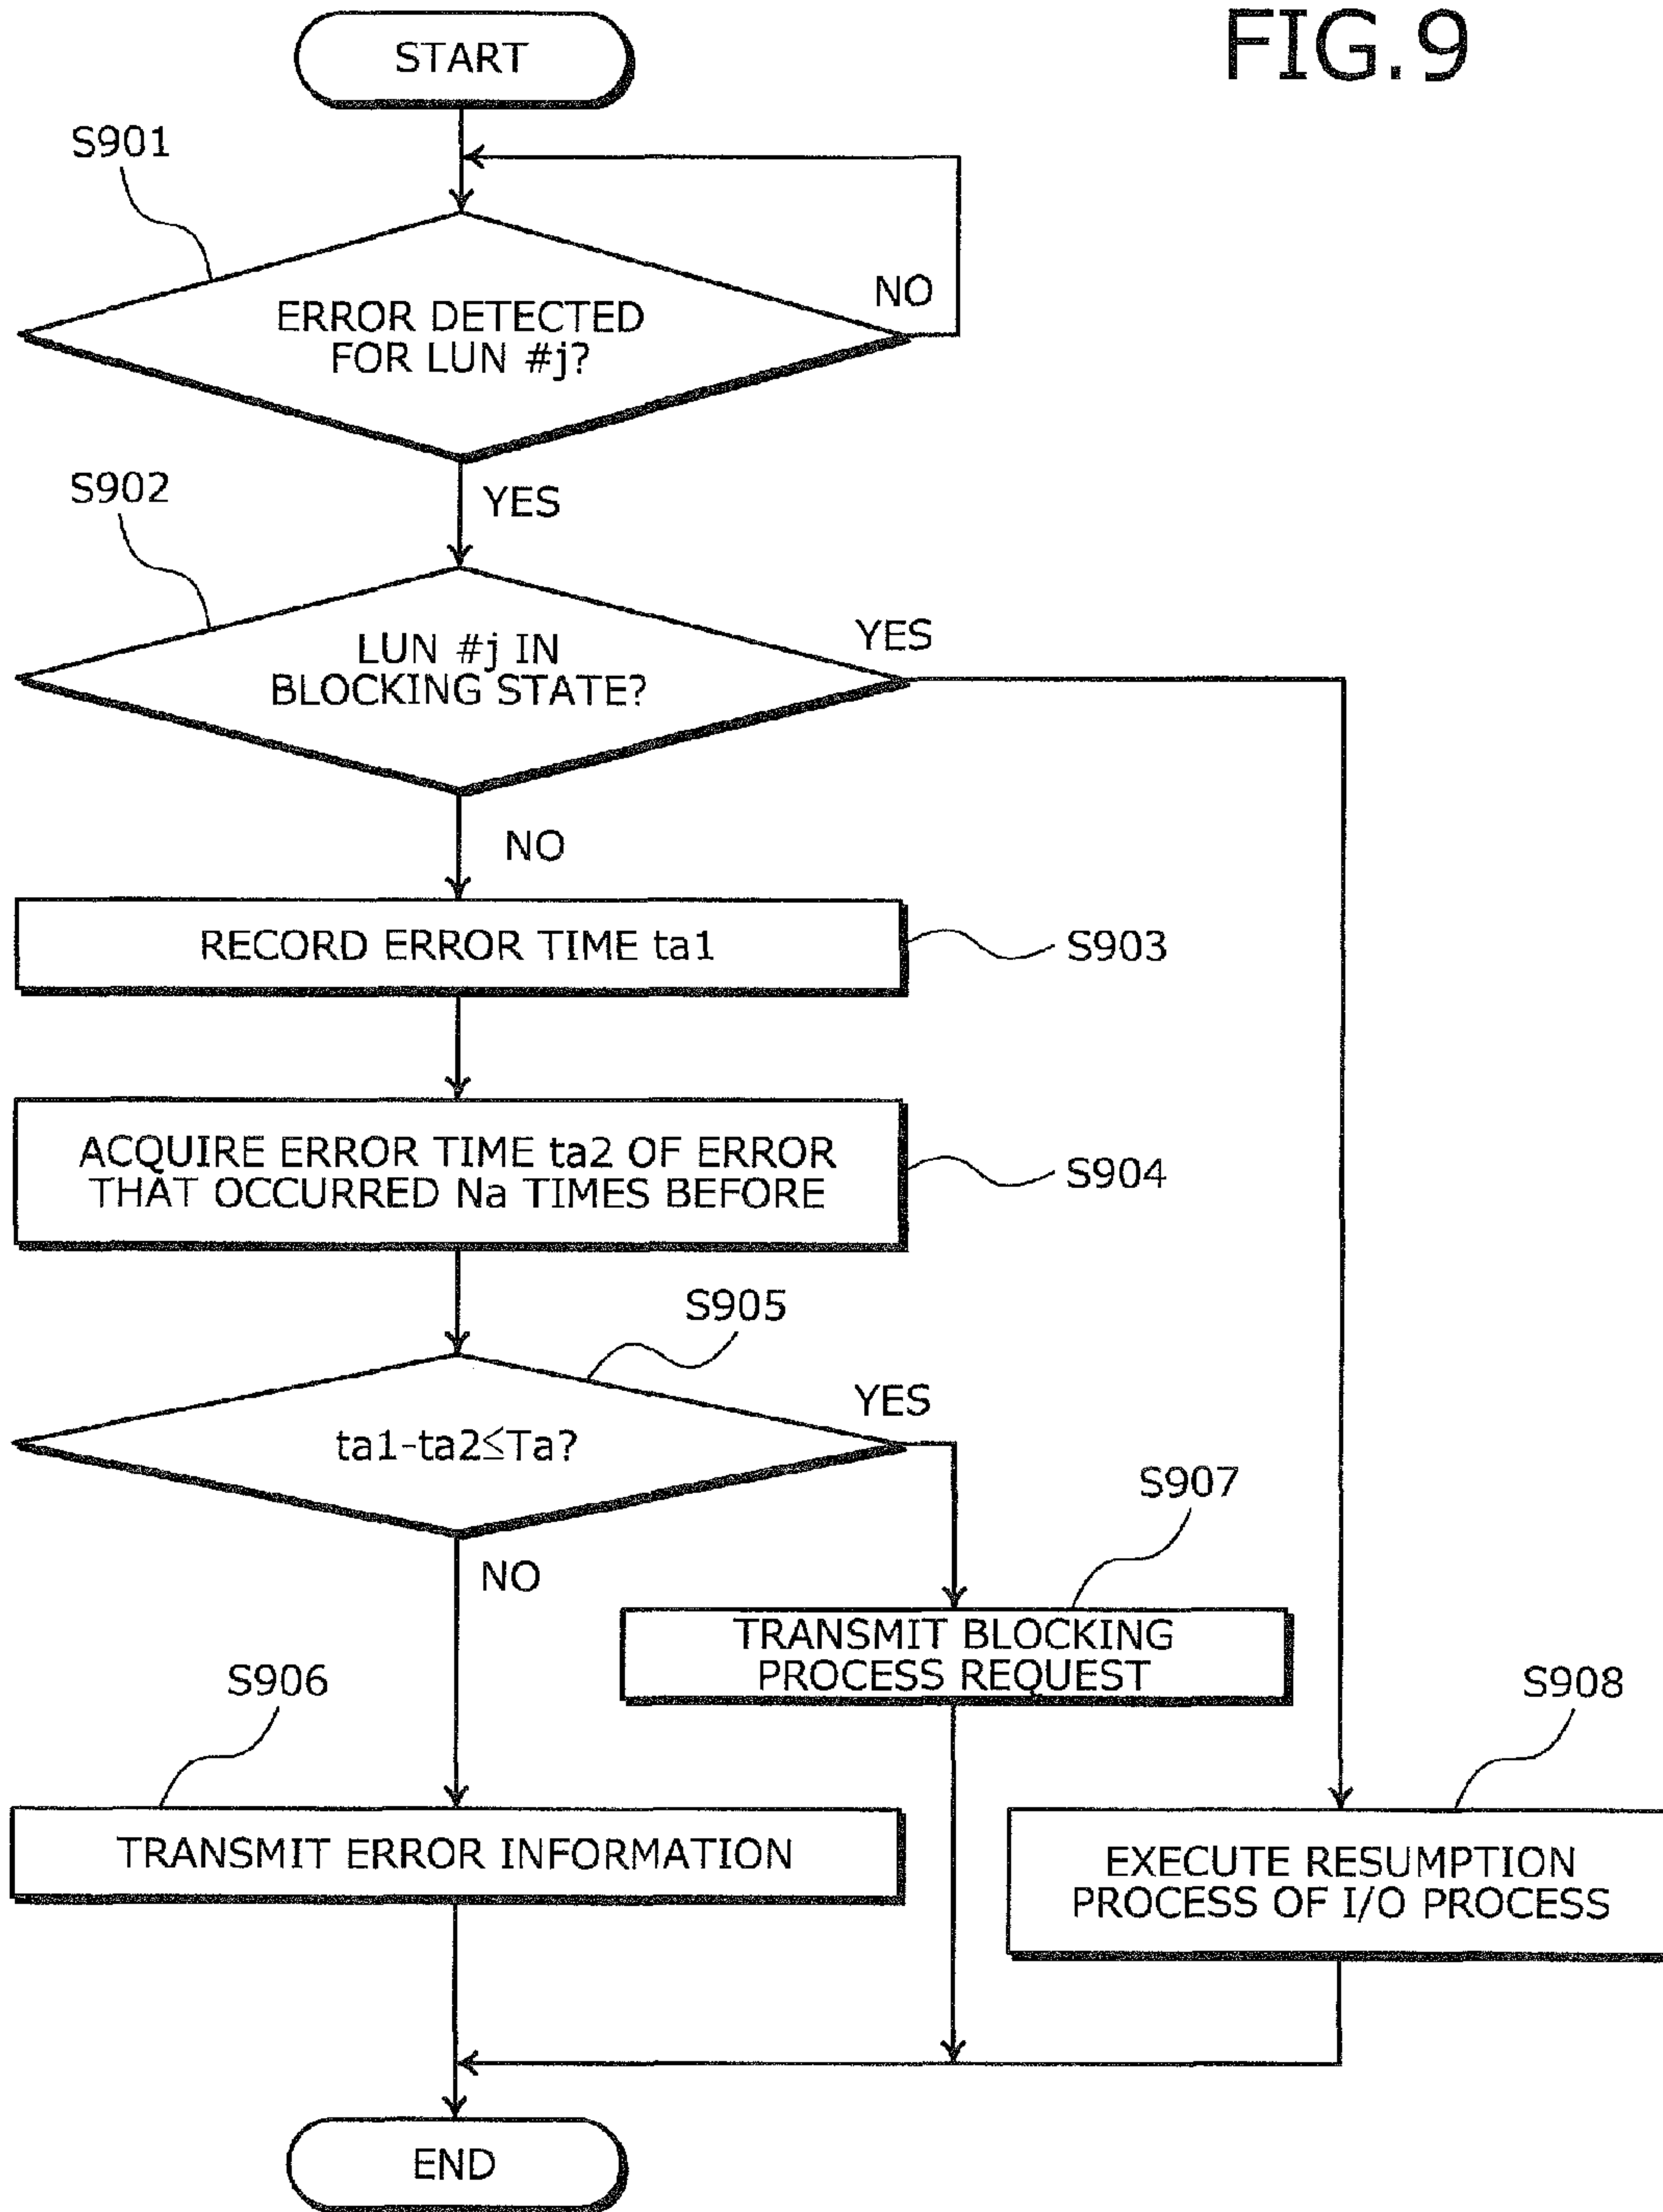 FIG.9
START
S901
ERROR DETECTED
FOR LUN #j?
NO
YES
S902
LUN #j IN
BLOCKING STATE?
YES
NO
RECORD ERROR TIME ta1
S903
ACQUIRE ERROR TIME ta2 OF ERROR
THAT OCCURRED Na TIMES BEFORE
S904
S905
ta1-ta2≤Ta?
YES
NO
S907
TRANSMIT BLOCKING
PROCESS REQUEST
S906
TRANSMIT ERROR INFORMATION
S908
EXECUTE RESUMPTION
PROCESS OF I/O PROCESS
END